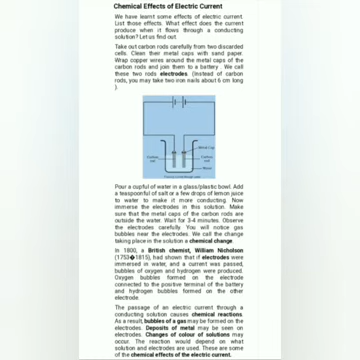 Chemical Effects of Electric Current
We have learnt some effects of electric current.
List those effects. What effect does the current
produce when it flows through a conducting
solution? Let us find out.
Take out carbon rods carefully from two discarded
cells. Clean their metal caps with sand paper.
Wrap copper wires around the metal caps of the
carbon rods and join them to a battery . We call
these two rods electrodes. (Instead of carbon
rods, you may take two iron nails about 6 cm long
).
Pour a cupful of water in a glass/plastic bowl. Add
a teaspoonful of salt or a few drops of lemon juice
to water to make it more conducting. Now
immerse the electrodes in this solution. Make
sure that the metal caps of the carbon rods are
outside the water. Wait for 3-4 minutes. Observe
the electrodes carefully. You will notice gas
bubbles near the electrodes. We call the change
taking place in the solution a chemical change.
In 1800, a British chemist, William Nicholson
(1753�1815), had shown that if electrodes were
immersed in water, and a current was passed,
bubbles of oxygen and hydrogen were produced.
Oxygen bubbles formed on the electrode
connected to the positive terminal of the battery
and hydrogen bubbles formed on the other
electrode.
The passage of an electric current through a
conducting solution causes chemical reactions.
As a result, bubbles of a gas may be formed on the
electrodes. Deposits of metal may be seen on
electrodes. Changes of colour of solutions may
occur. The reaction would depend on what
solution and electrodes are used. These are some
of the chemical effects of the electric current.